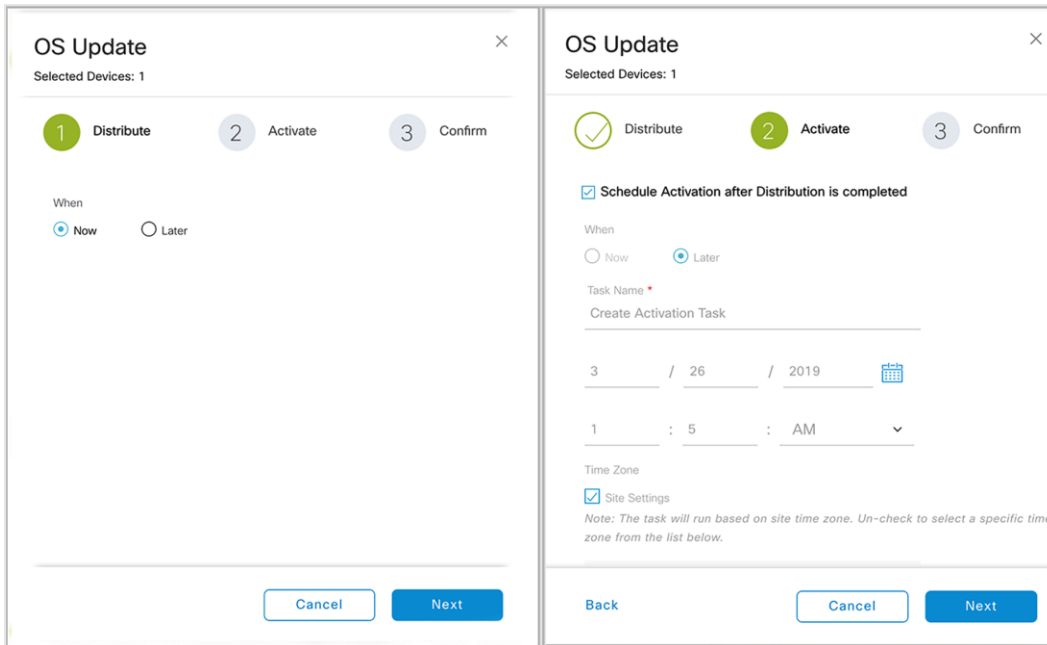 OS Update
Selected Devices: 1
1 Distribute 2 Activate 3 Confirm
When
Now Later
Cancel Next
OS Update
Selected Devices: 1
Distribute 2 Activate 3 Confirm
Schedule Activation after Distribution is completed
When
Now Later
Task Name *
Create Activation Task
3 / 26 / 2019
1 : 5 : AM
Time Zone
Site Settings
Note: The task will run based on site time zone. Un-check to select a specific time
zone from the list below.
Back Cancel Next